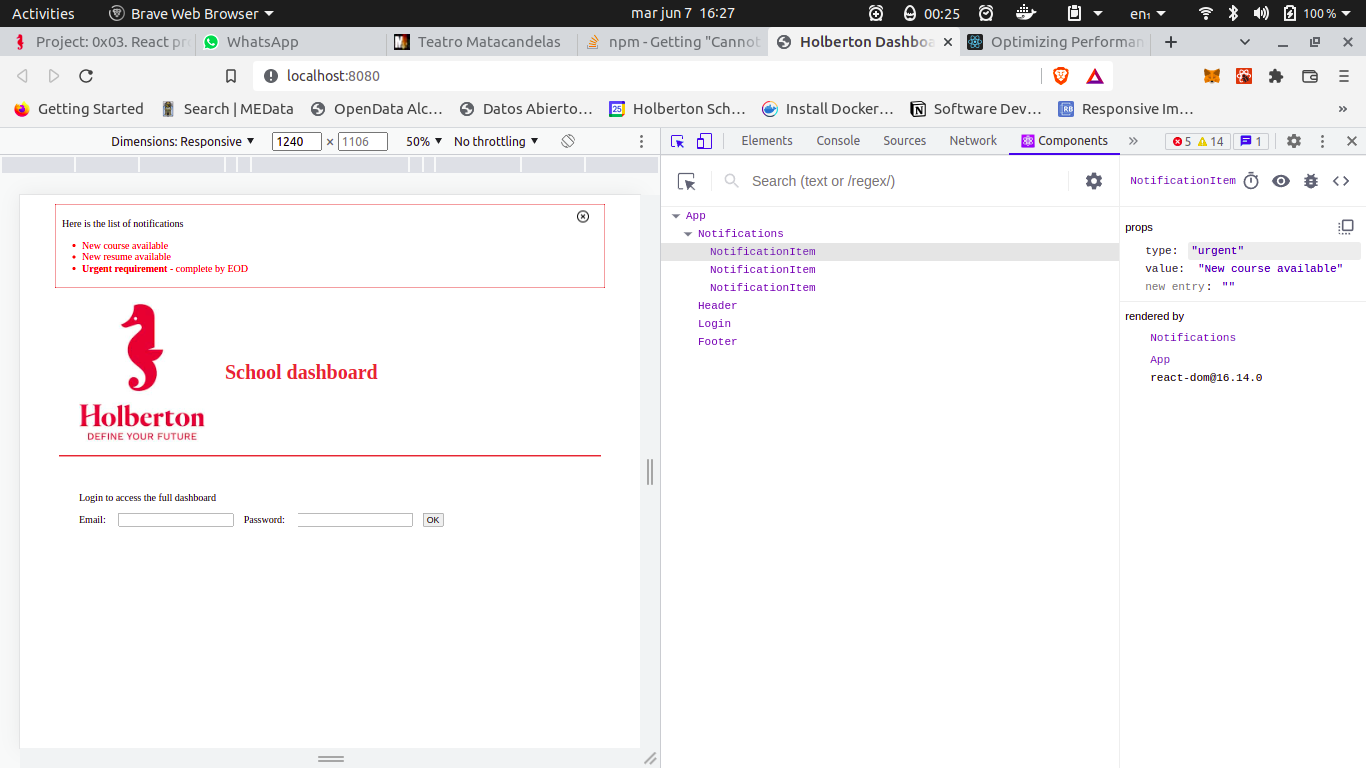 Activities Brave Web Browser mar jun 7 16:27 00:25 en₁ 100 %
Project: 0x03. React pr WhatsApp Teatro Matacandelas npm - Getting "Cannot Holberton Dashboa Optimizing Performan
localhost:8080
Getting Started Search | MEData OpenData Alc... Datos Abierto... 25 Holberton Sch... Install Docker... Software Dev... RB Responsive Im... »
Dimensions: Responsive 1240 × 1106 50% No throttling
Elements Console Sources Network Components » 5 14 1
Search (text or /regex/)
NotificationItem
Here is the list of notifications
New course available
New resume available
Urgent requirement - complete by EOD
School dashboard
Holberton
DEFINE YOUR FUTURE
Login to access the full dashboard
Email: Password: OK
App
Notifications
NotificationItem
NotificationItem
NotificationItem
Header
Login
Footer
props
type: "urgent"
value: "New course available"
new entry: ""
rendered by
Notifications
App
react-dom@16.14.0